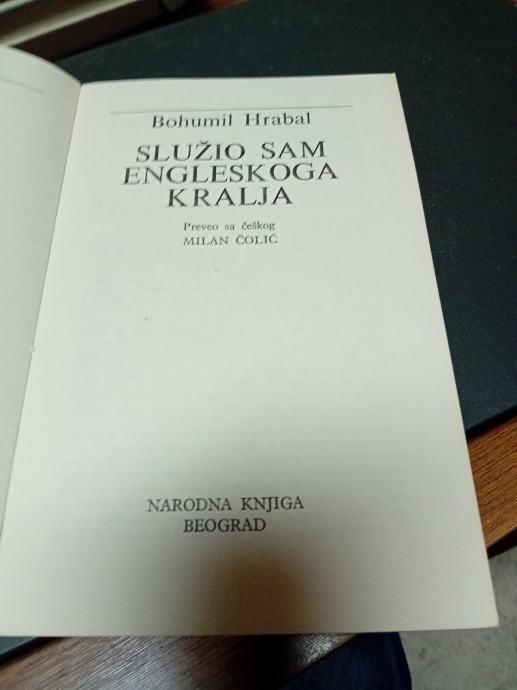 Bohumil Hrabal
SLUŽIO SAM
ENGLESKOGA
KRALJA
Preveo sa češkog
MILAN ČOLIĆ
NARODNA KNJIGA
BEOGRAD